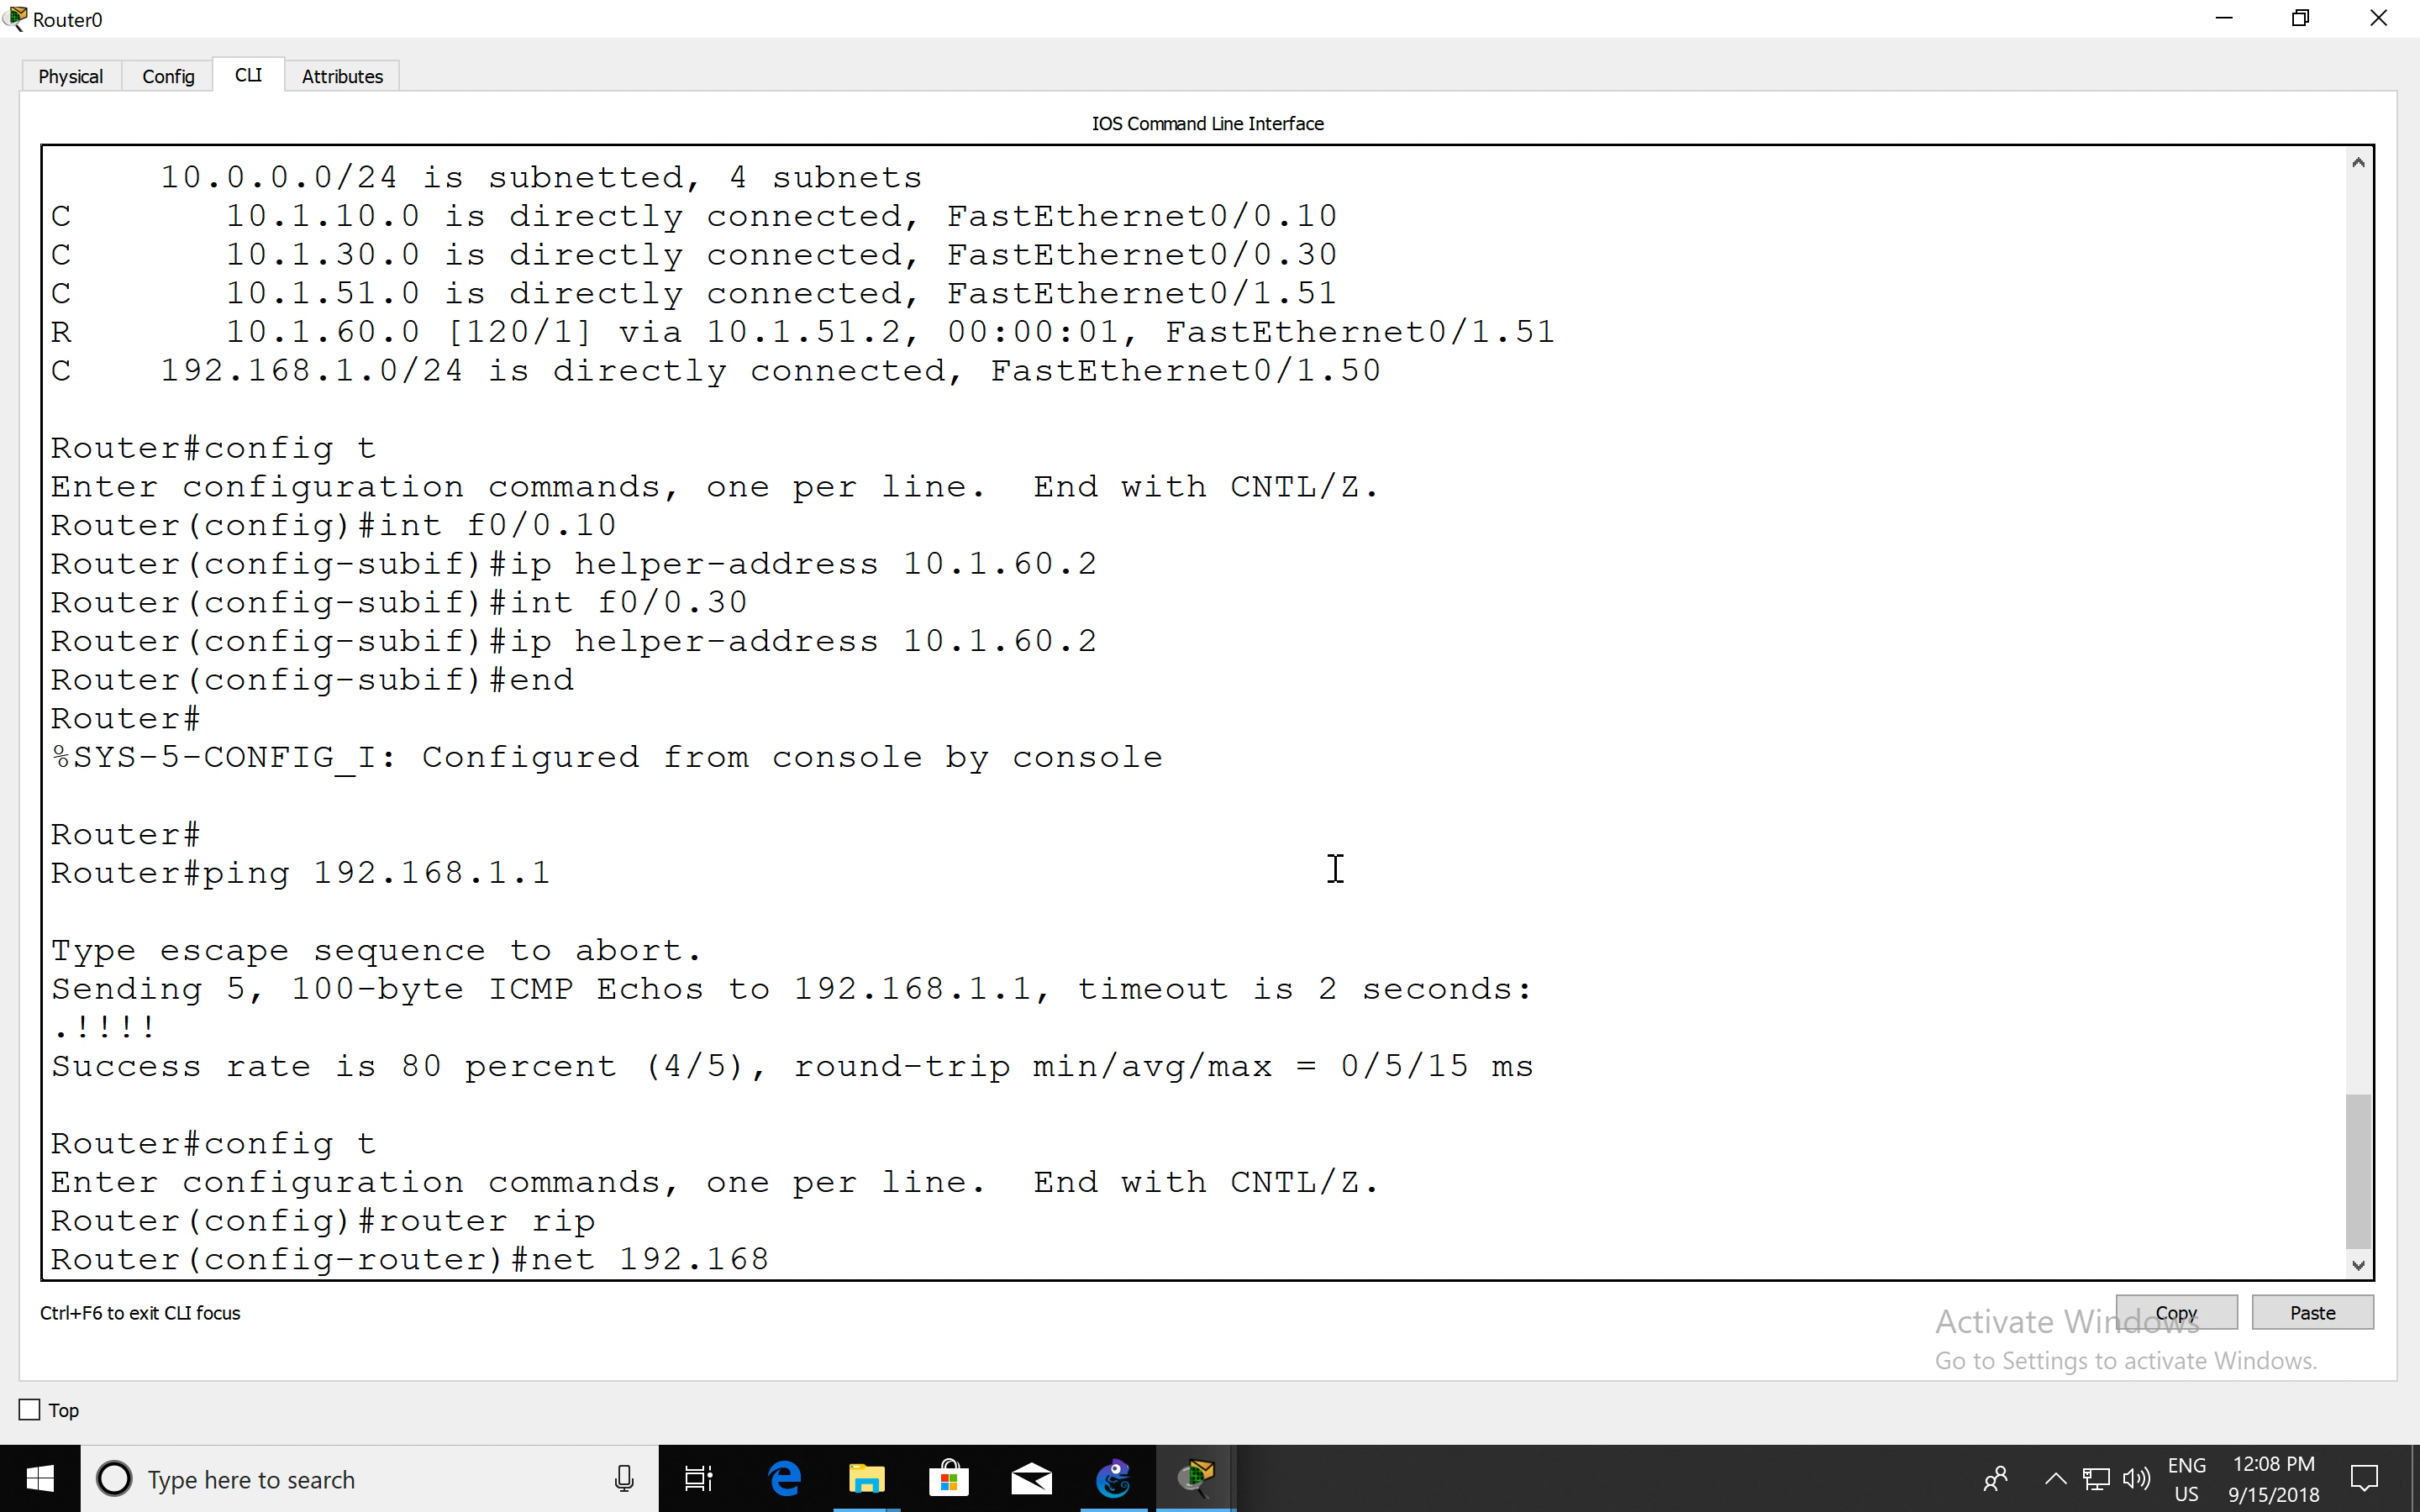 Router0
Physical Config CLI Attributes
IOS Command Line Interface
10.0.0.0/24 is subnetted, 4 subnets
C 10.1.10.0 is directly connected, FastEthernet0/0.10
C 10.1.30.0 is directly connected, FastEthernet0/0.30
C 10.1.51.0 is directly connected, FastEthernet0/1.51
R 10.1.60.0 [120/1] via 10.1.51.2, 00:00:01, FastEthernet0/1.51
C 192.168.1.0/24 is directly connected, FastEthernet0/1.50
Router#config t
Enter configuration commands, one per line. End with CNTL/Z.
Router(config)#int f0/0.10
Router(config-subif)#ip helper-address 10.1.60.2
Router(config-subif)#int f0/0.30
Router(config-subif)#ip helper-address 10.1.60.2
Router(config-subif)#end
Router#
%SYS-5-CONFIG_I: Configured from console by console
Router#
Router#ping 192.168.1.1
Type escape sequence to abort.
Sending 5, 100-byte ICMP Echos to 192.168.1.1, timeout is 2 seconds:
.!!!!
Success rate is 80 percent (4/5), round-trip min/avg/max = 0/5/15 ms
Router#config t
Enter configuration commands, one per line. End with CNTL/Z.
Router(config)#router rip
Router(config-router)#net 192.168
Ctrl+F6 to exit CLI focus
Copy Paste
Activate Windows
Go to Settings to activate Windows.
Top
Type here to search
ENG
US
12:08 PM
9/15/2018